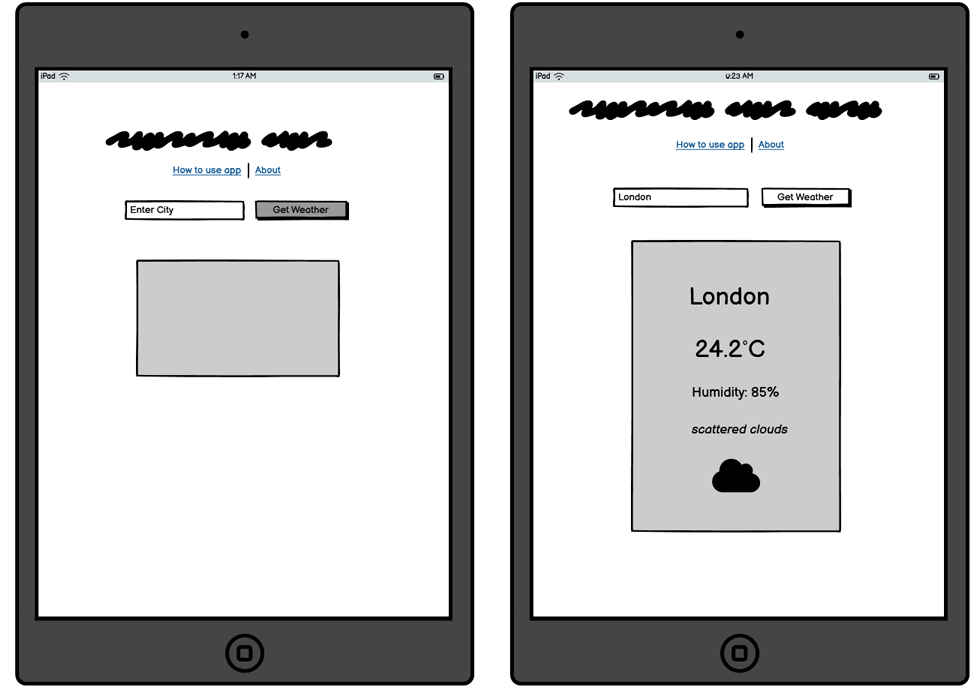 iPad 1:17 AM
How to use app | About
Enter City Get Weather
iPad 0:23 AM
How to use app | About
London Get Weather
London
24.2°C
Humidity: 85%
scattered clouds